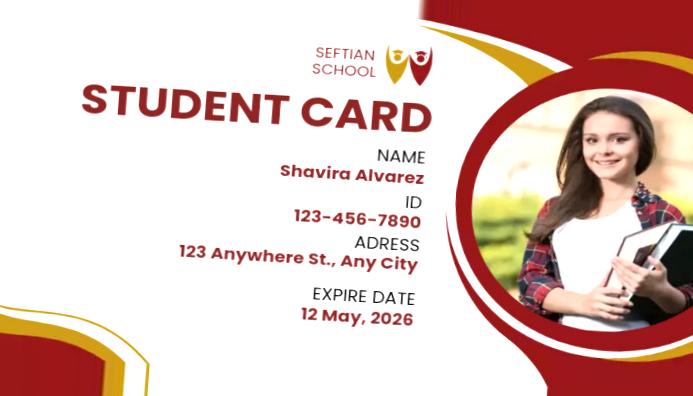 SEFTIAN
SCHOOL
STUDENT CARD
NAME
Shavira Alvarez
ID
123-456-7890
ADRESS
123 Anywhere St., Any City
EXPIRE DATE
12 May, 2026